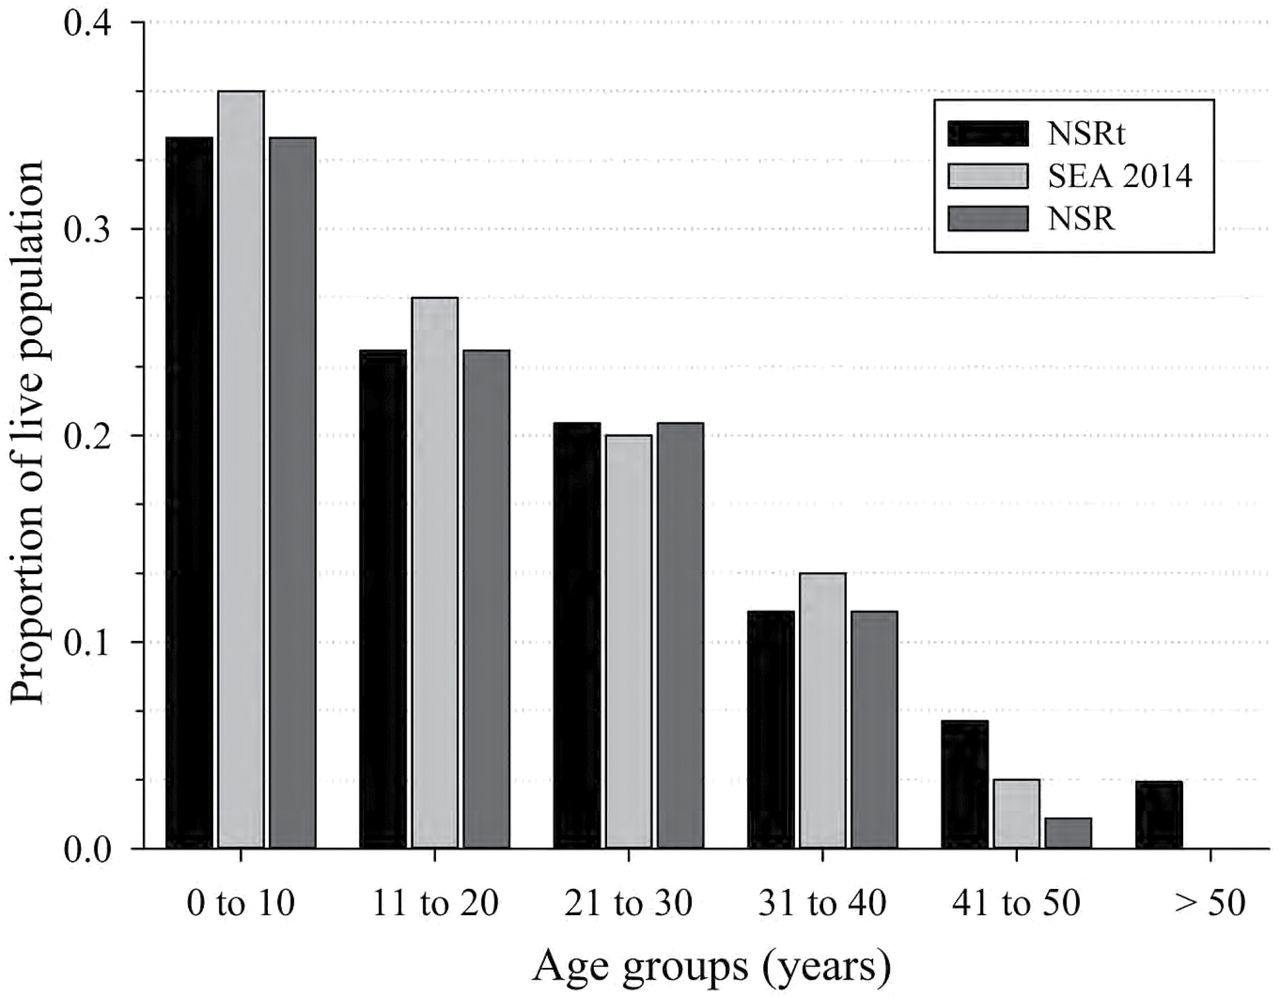 Proportion of live population
0.4
0.3
0.2
0.1
0.0
NSRt
SEA 2014
NSR
0 to 10 11 to 20 21 to 30 31 to 40 41 to 50 > 50
Age groups (years)